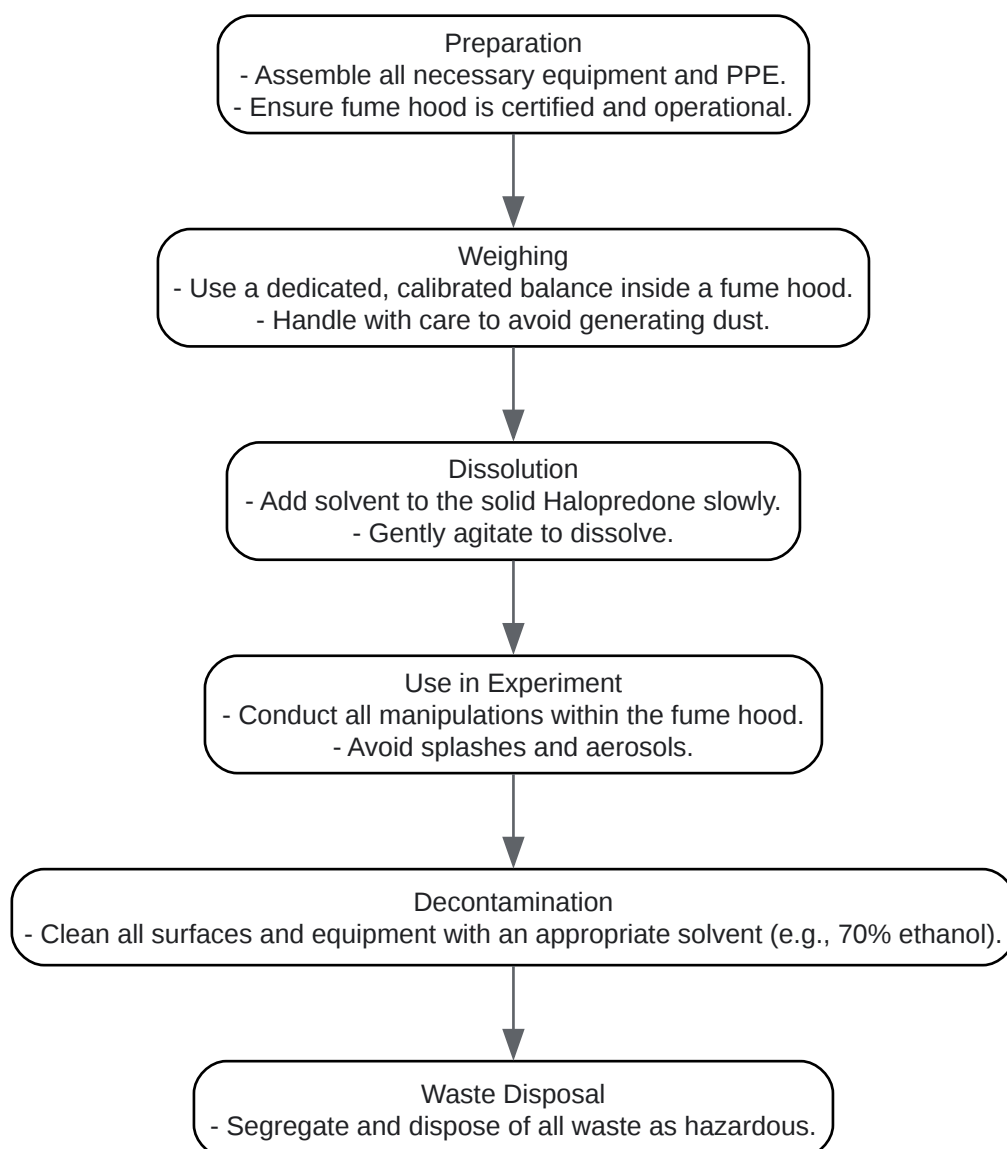 Preparation
- Assemble all necessary equipment and PPE.
- Ensure fume hood is certified and operational.
Weighing
- Use a dedicated, calibrated balance inside a fume hood.
- Handle with care to avoid generating dust.
Dissolution
- Add solvent to the solid Halopredone slowly.
- Gently agitate to dissolve.
Use in Experiment
- Conduct all manipulations within the fume hood.
- Avoid splashes and aerosols.
Decontamination
- Clean all surfaces and equipment with an appropriate solvent (e.g., 70% ethanol).
Waste Disposal
- Segregate and dispose of all waste as hazardous.